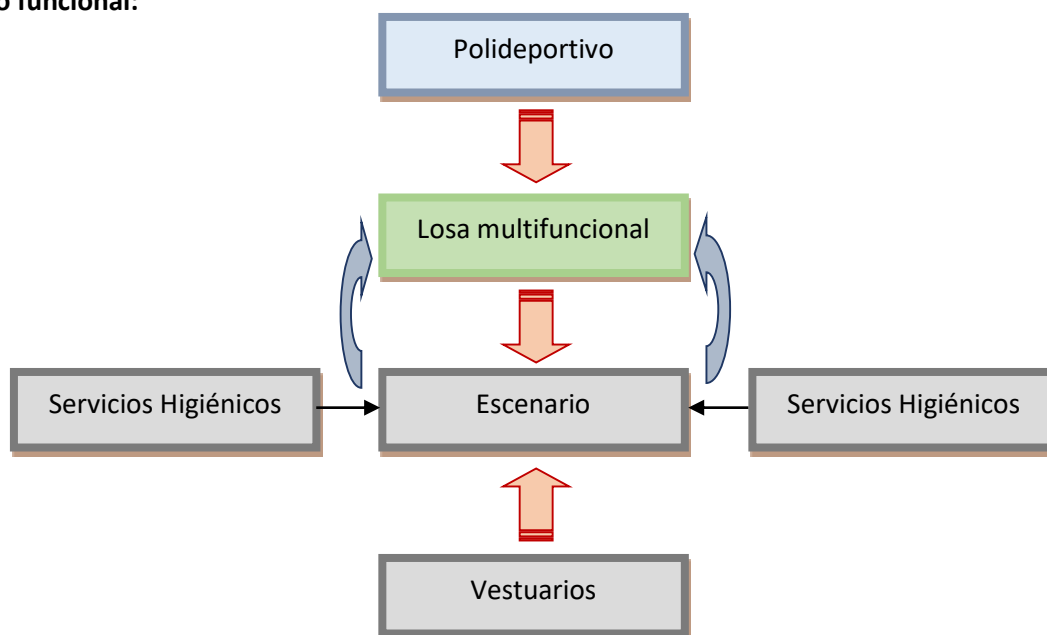 o funcional:
Polideportivo
Losa multifuncional
Servicios Higiénicos
Escenario
Servicios Higiénicos
Vestuarios